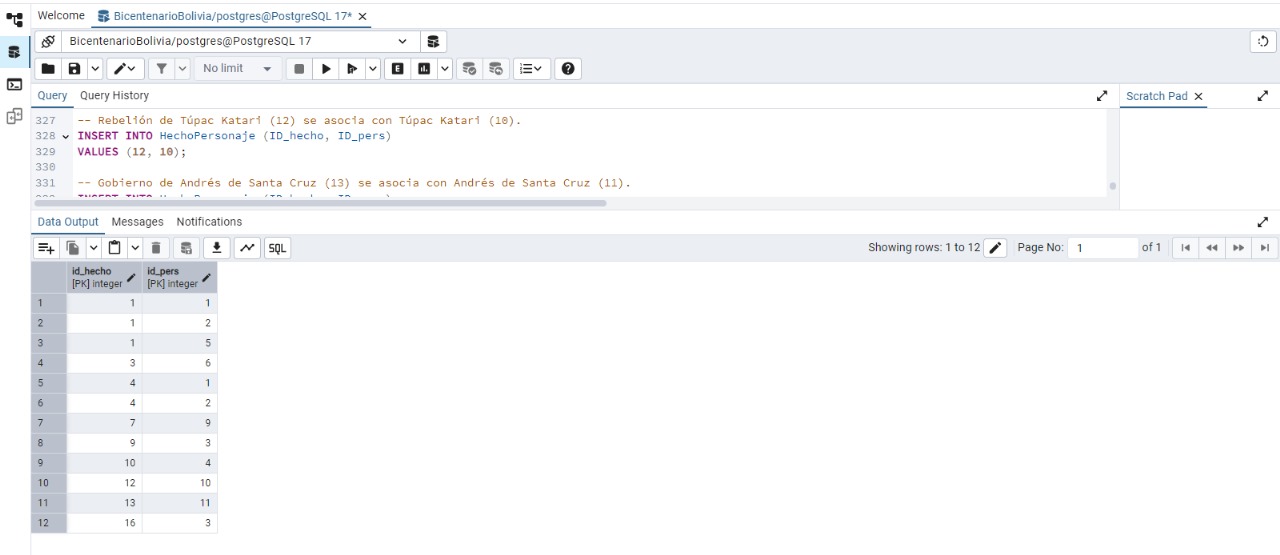 Welcome BicentenarioBolivia/postgres@PostgreSQL 17*
BicentenarioBolivia/postgres@PostgreSQL 17
No limit
Query Query History Scratch Pad
327 -- Rebelión de Túpac Katari (12) se asocia con Túpac Katari (10).
328 INSERT INTO HechoPersonaje (ID_hecho, ID_pers)
329 VALUES (12, 10);
330
331 -- Gobierno de Andrés de Santa Cruz (13) se asocia con Andrés de Santa Cruz (11).
Data Output Messages Notifications
SQL Showing rows: 1 to 12 Page No: 1 of 1
id_hecho id_pers
[PK] integer [PK] integer
1 1 1
2 1 2
3 1 5
4 3 6
5 4 1
6 4 2
7 7 9
8 9 3
9 10 4
10 12 10
11 13 11
12 16 3